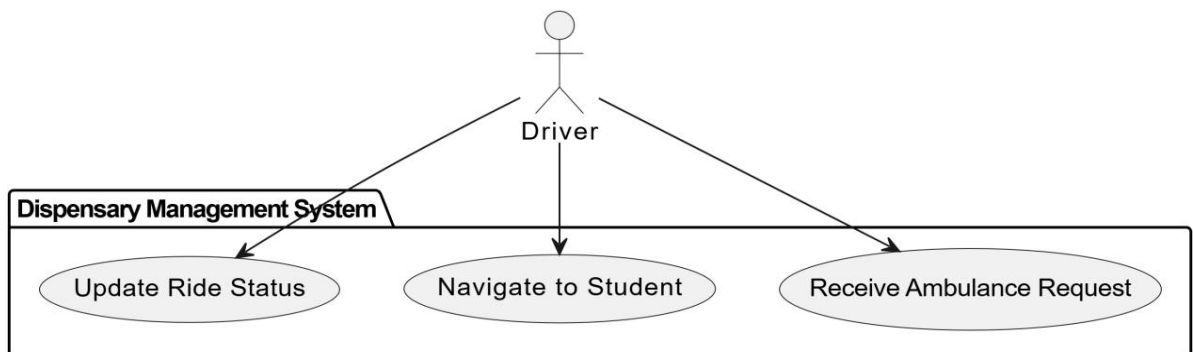 Driver
Dispensary Management System
Update Ride Status
Navigate to Student
Receive Ambulance Request